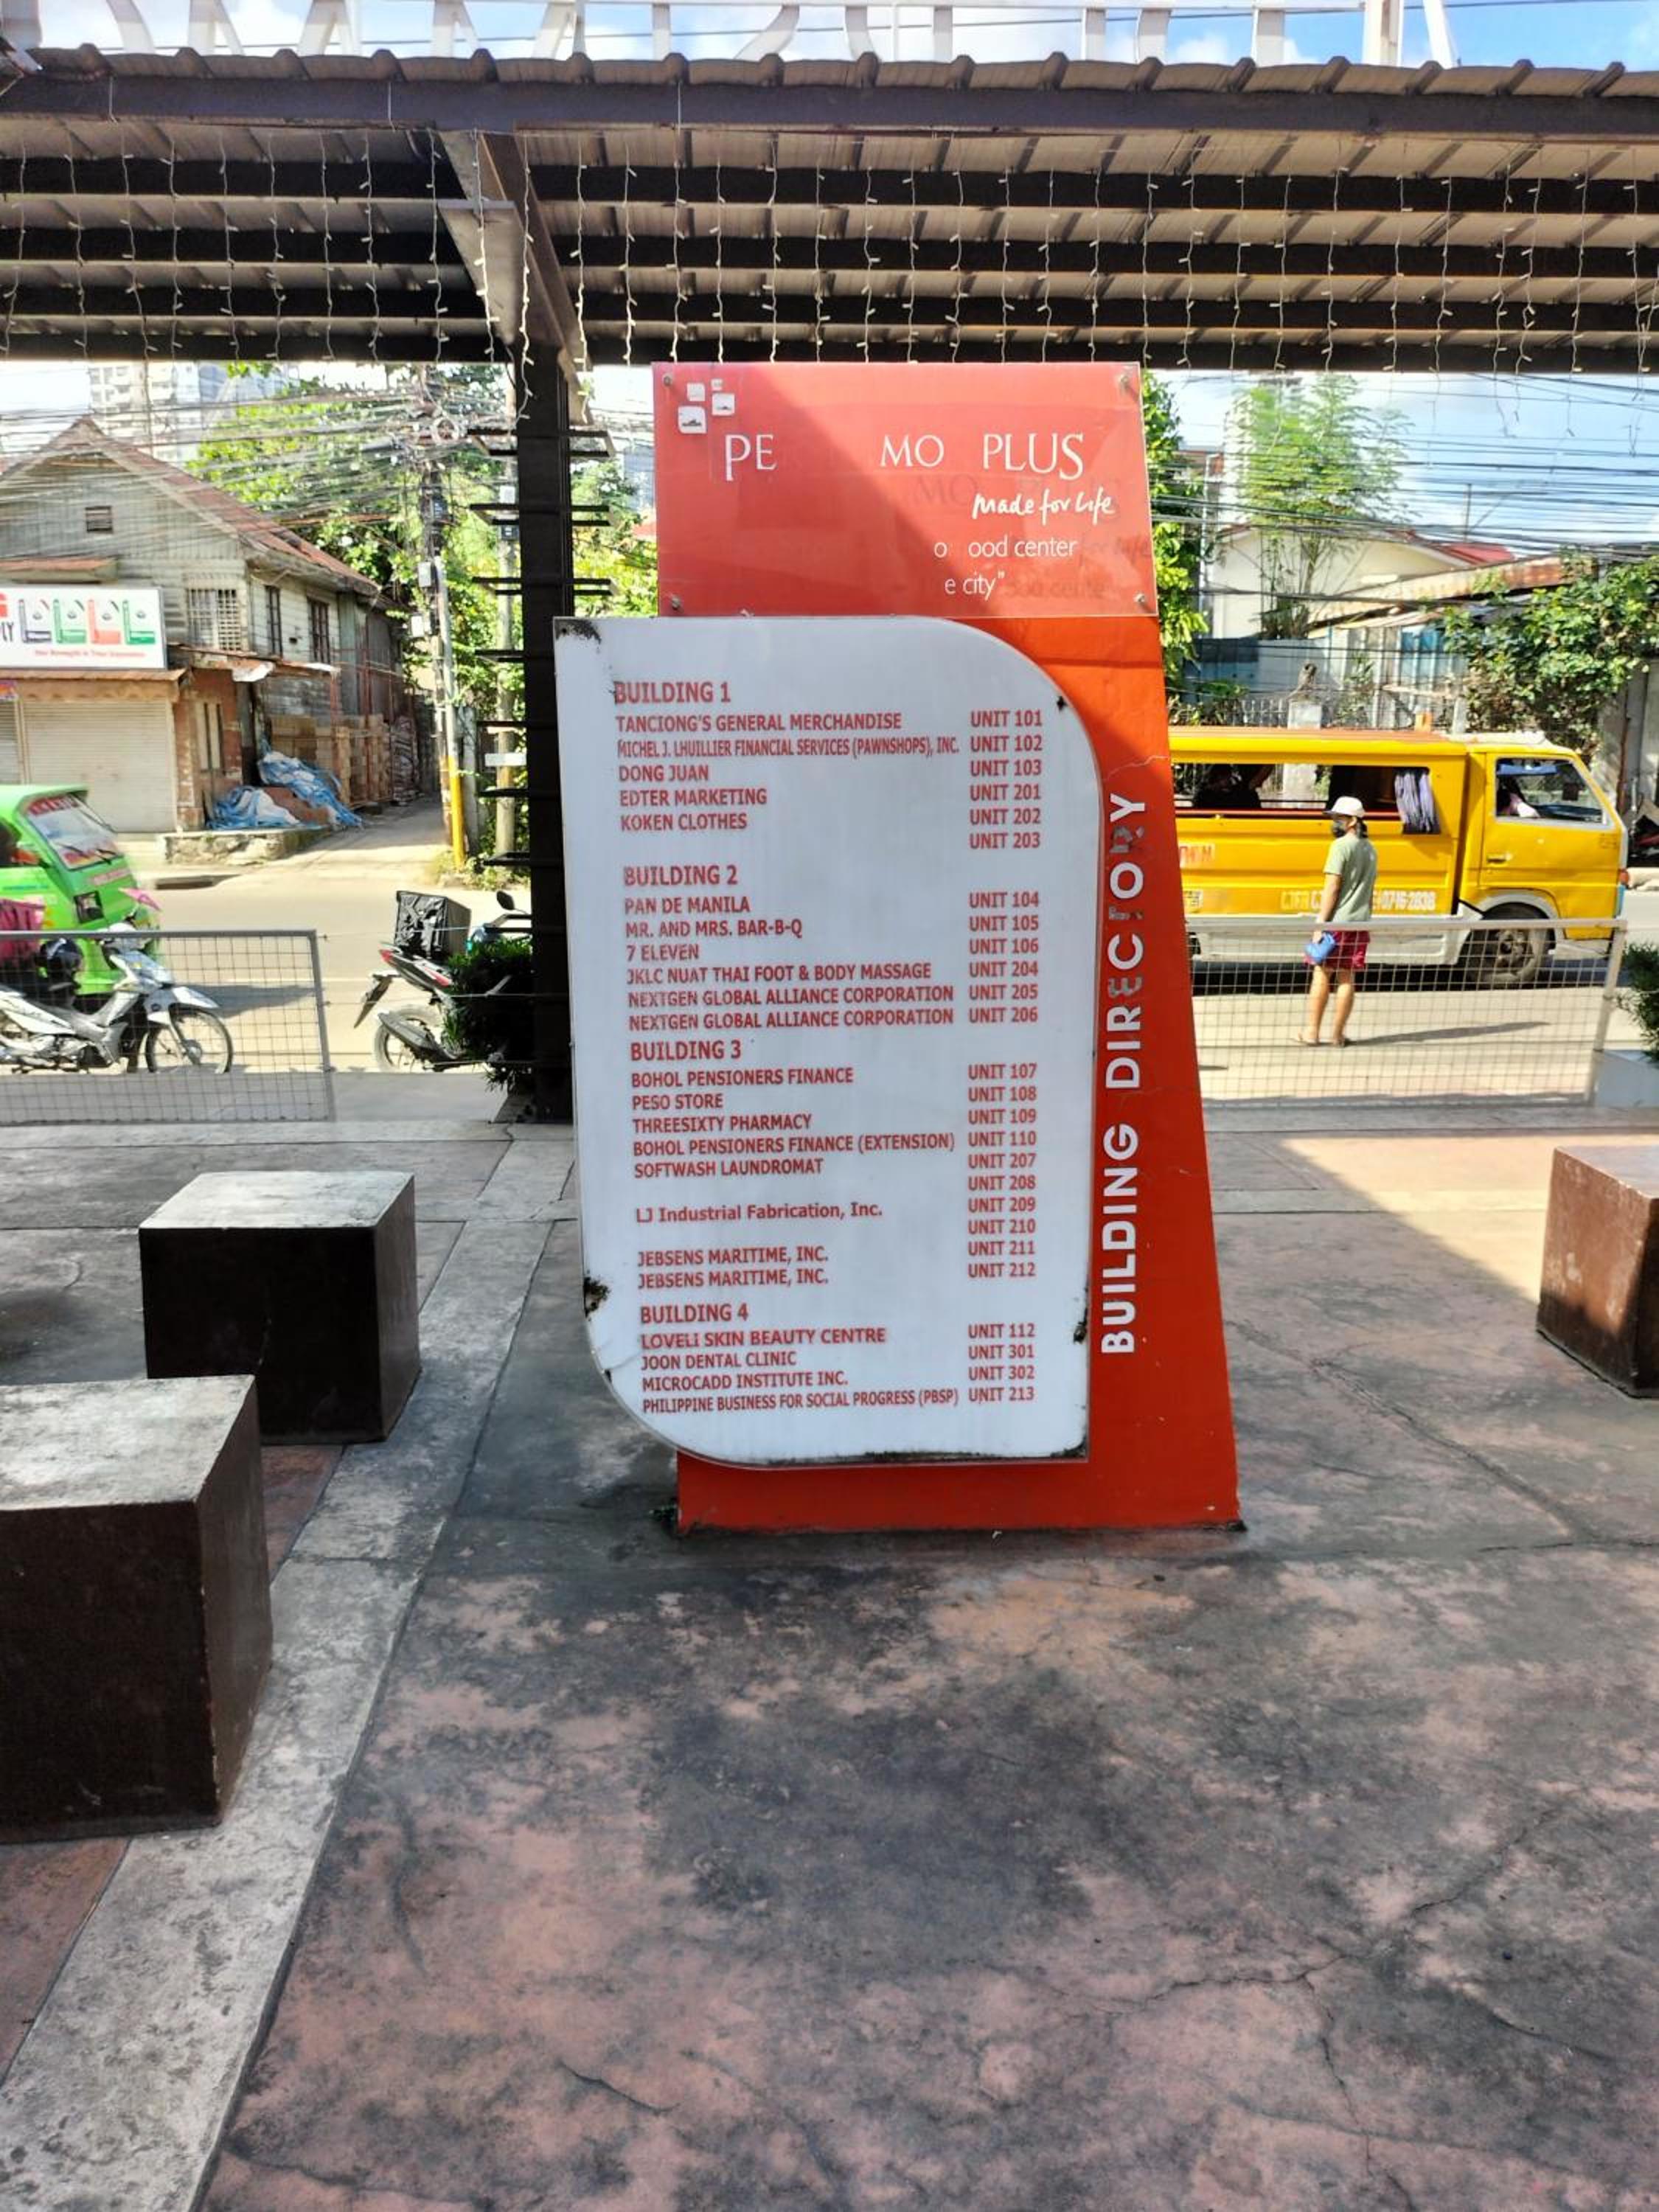 PE MO PLUS
made for life
o ood center
e city"
BUILDING 1
TANCIONG'S GENERAL MERCHANDISE UNIT 101
MICHEL J. LHUILLIER FINANCIAL SERVICES (PAWNSHOPS), INC. UNIT 102
DONG JUAN UNIT 103
EDTER MARKETING UNIT 201
KOKEN CLOTHES UNIT 202
UNIT 203
BUILDING 2
PAN DE MANILA UNIT 104
MR. AND MRS. BAR-B-Q UNIT 105
7 ELEVEN UNIT 106
JKLC NUAT THAI FOOT & BODY MASSAGE UNIT 204
NEXTGEN GLOBAL ALLIANCE CORPORATION UNIT 205
NEXTGEN GLOBAL ALLIANCE CORPORATION UNIT 206
BUILDING 3
BOHOL PENSIONERS FINANCE UNIT 107
PESO STORE UNIT 108
THREESIXTY PHARMACY UNIT 109
BOHOL PENSIONERS FINANCE (EXTENSION) UNIT 110
SOFTWASH LAUNDROMAT UNIT 207
UNIT 208
LJ Industrial Fabrication, Inc. UNIT 209
UNIT 210
JEBSENS MARITIME, INC. UNIT 211
JEBSENS MARITIME, INC. UNIT 212
BUILDING 4
LOVELI SKIN BEAUTY CENTRE UNIT 112
JOON DENTAL CLINIC UNIT 301
MICROCADD INSTITUTE INC. UNIT 302
PHILIPPINE BUSINESS FOR SOCIAL PROGRESS (PBSP) UNIT 213
BUILDING DIRECTORY